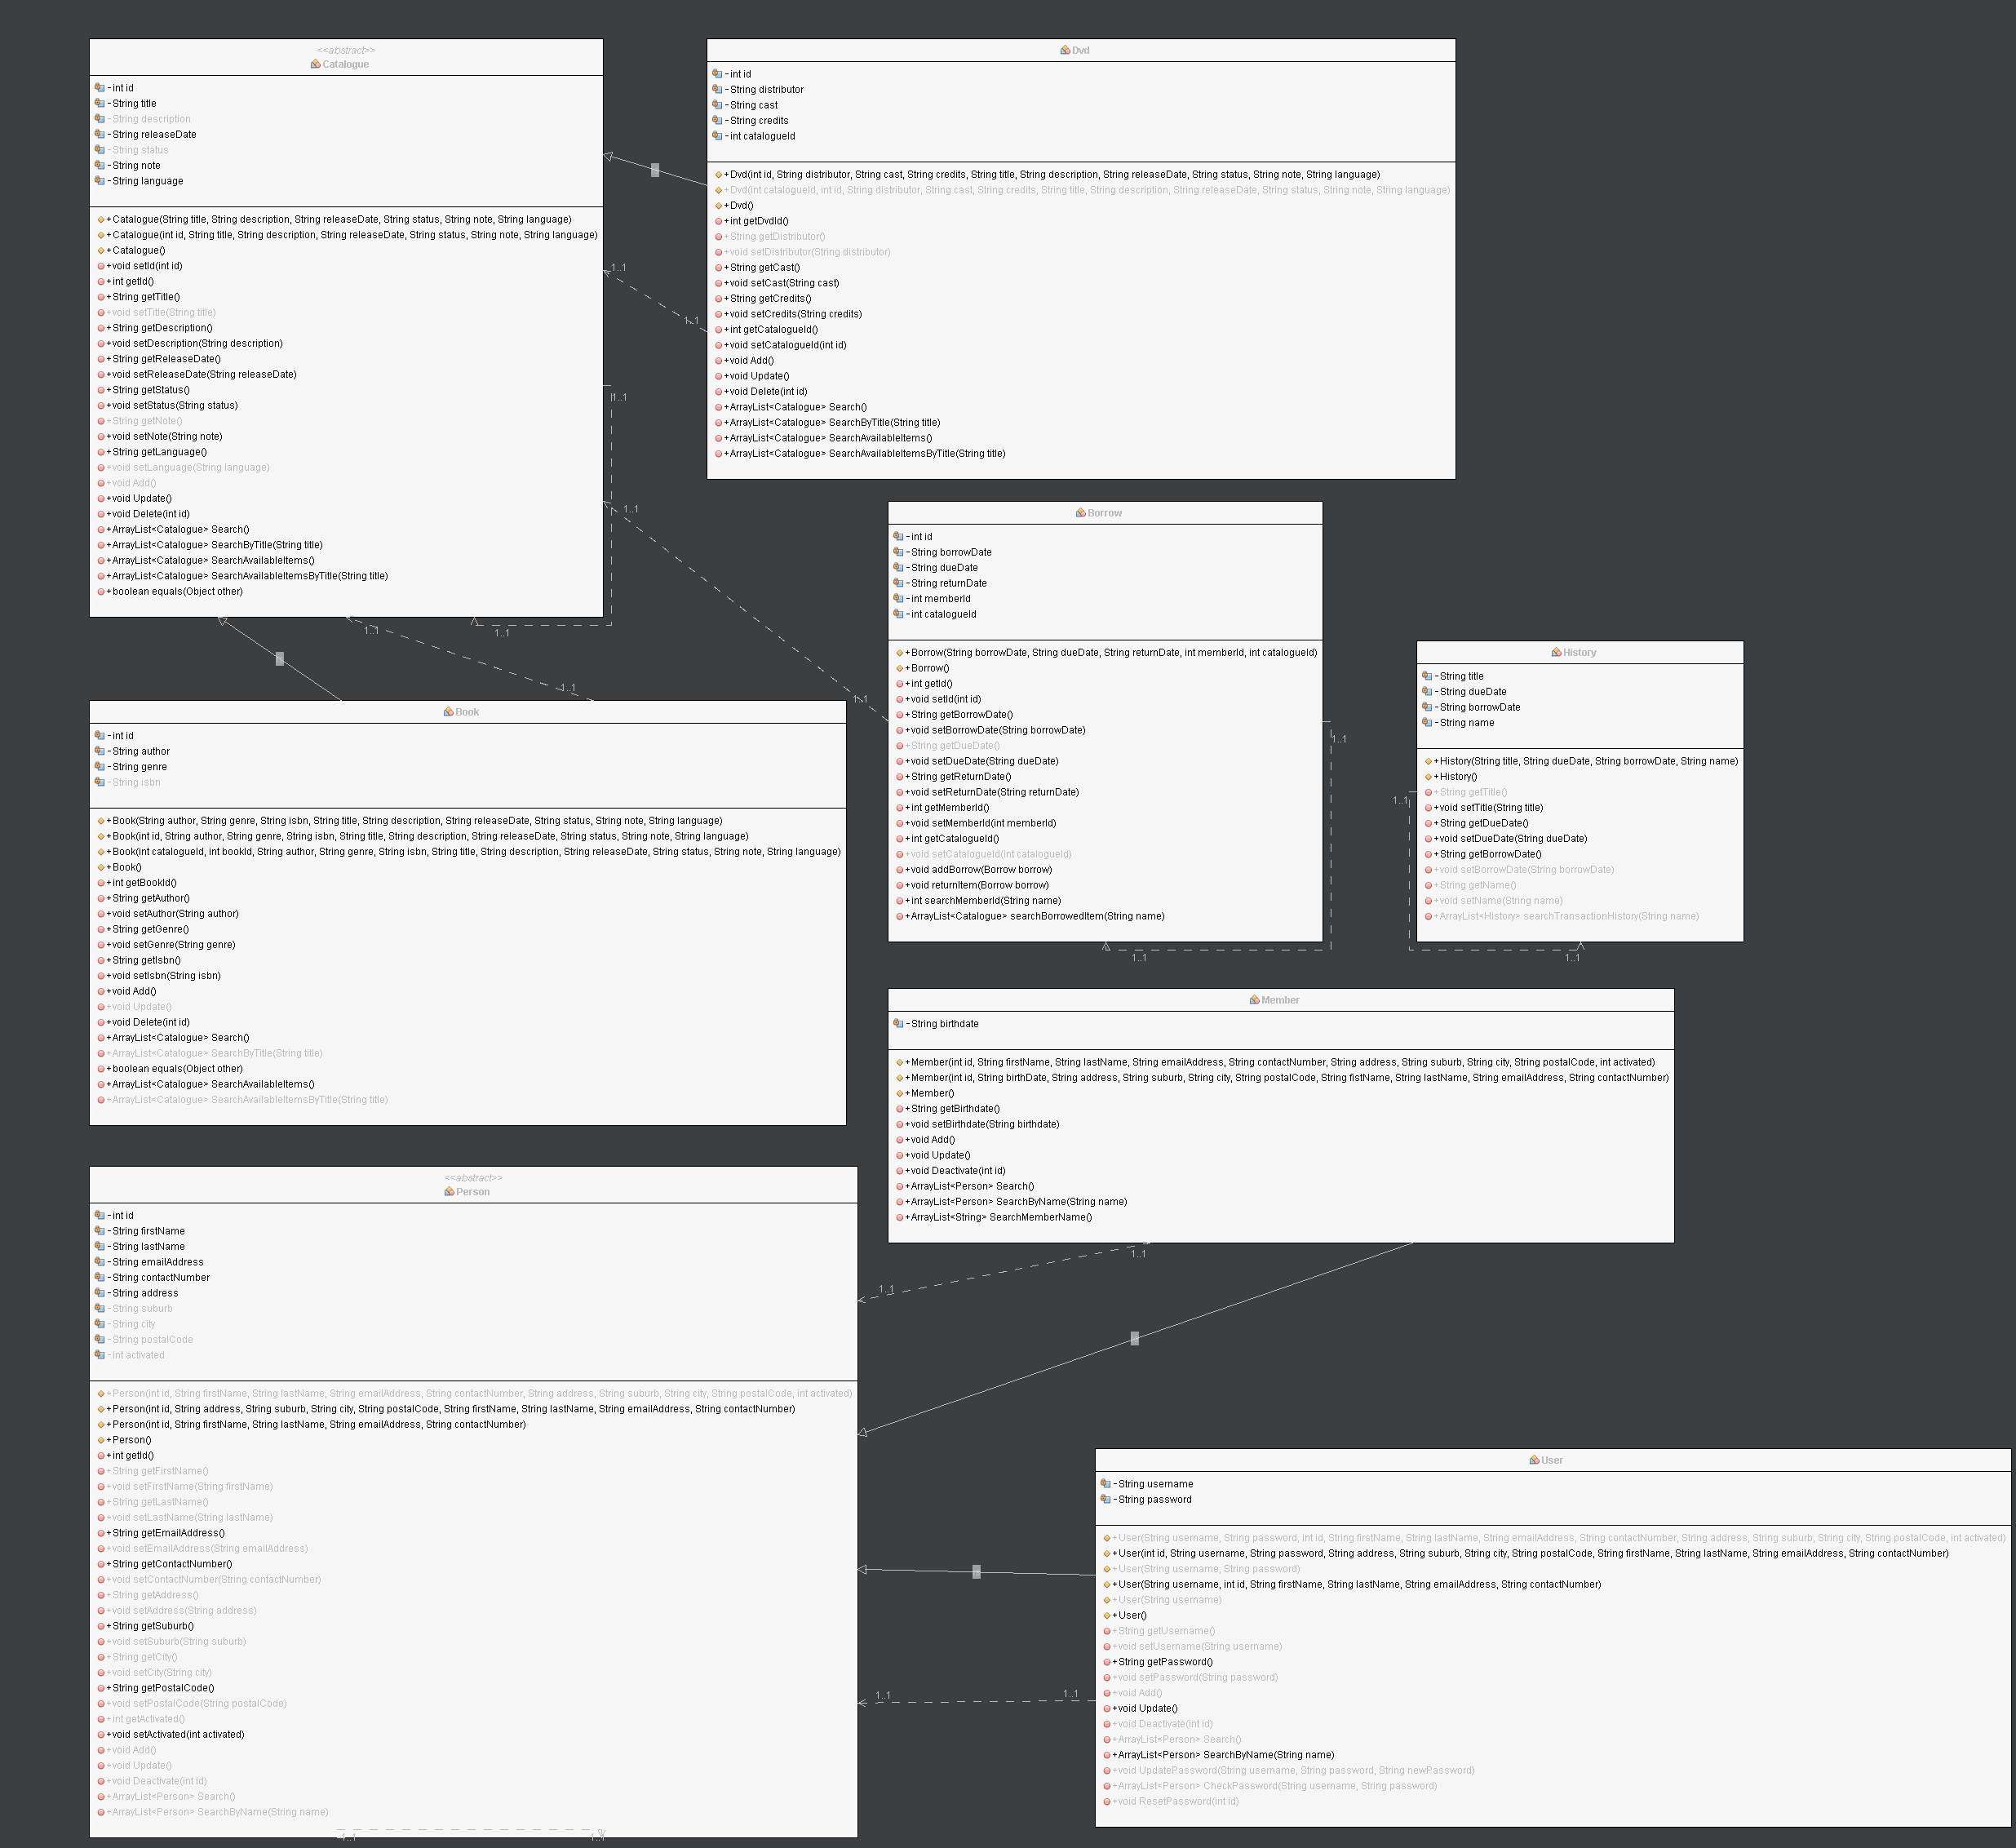 <<abstract>>
Catalogue
-int id
-String title
-String description
-String releaseDate
-String status
-String note
-String language
+Catalogue(String title, String description, String releaseDate, String status, String note, String language)
+Catalogue(int id, String title, String description, String releaseDate, String status, String note, String language)
+Catalogue()
+void setId(int id)
+int getId()
+String getTitle()
+void setTitle(String title)
+String getDescription()
+void setDescription(String description)
+String getReleaseDate()
+void setReleaseDate(String releaseDate)
+String getStatus()
+void setStatus(String status)
+String getNote()
+void setNote(String note)
+String getLanguage()
+void setLanguage(String language)
+void Add()
+void Update()
+void Delete(int id)
+ArrayList<Catalogue> Search()
+ArrayList<Catalogue> SearchByTitle(String title)
+ArrayList<Catalogue> SearchAvailableItems()
+ArrayList<Catalogue> SearchAvailableItemsByTitle(String title)
+boolean equals(Object other)
Dvd
-int id
-String distributor
-String cast
-String credits
-int catalogueId
+Dvd(int id, String distributor, String cast, String credits, String title, String description, String releaseDate, String status, String note, String language)
+Dvd(int catalogueId, int id, String distributor, String cast, String credits, String title, String description, String releaseDate, String status, String note, String language)
+Dvd()
+int getDvdId()
+String getDistributor()
+void setDistributor(String distributor)
+String getCast()
+void setCast(String cast)
+String getCredits()
+void setCredits(String credits)
+int getCatalogueId()
+void setCatalogueId(int id)
+void Add()
+void Update()
+void Delete(int id)
+ArrayList<Catalogue> Search()
+ArrayList<Catalogue> SearchByTitle(String title)
+ArrayList<Catalogue> SearchAvailableItems()
+ArrayList<Catalogue> SearchAvailableItemsByTitle(String title)
1..1
1..1
1..1
1..1
1..1
1..1
1..1
1..1
Borrow
-int id
-String borrowDate
-String dueDate
-String returnDate
-int memberId
-int catalogueId
+Borrow(String borrowDate, String dueDate, String returnDate, int memberId, int catalogueId)
+Borrow()
+int getId()
+void setId(int id)
+String getBorrowDate()
+void setBorrowDate(String borrowDate)
+String getDueDate()
+void setDueDate(String dueDate)
+String getReturnDate()
+void setReturnDate(String returnDate)
+int getMemberId()
+void setMemberId(int memberId)
+int getCatalogueId()
+void setCatalogueId(int catalogueId)
+void addBorrow(Borrow borrow)
+void returnItem(Borrow borrow)
+int searchMemberId(String name)
+ArrayList<Catalogue> searchBorrowedItem(String name)
1..1
1..1
History
-String title
-String dueDate
-String borrowDate
-String name
+History(String title, String dueDate, String borrowDate, String name)
+History()
+String getTitle()
+void setTitle(String title)
+String getDueDate()
+void setDueDate(String dueDate)
+String getBorrowDate()
+void setBorrowDate(String borrowDate)
+String getName()
+void setName(String name)
+ArrayList<History> searchTransactionHistory(String name)
1..1
1..1
Book
-int id
-String author
-String genre
-String isbn
+Book(String author, String genre, String isbn, String title, String description, String releaseDate, String status, String note, String language)
+Book(int id, String author, String genre, String isbn, String title, String description, String releaseDate, String status, String note, String language)
+Book(int catalogueId, int bookId, String author, String genre, String isbn, String title, String description, String releaseDate, String status, String note, String language)
+Book()
+int getBookId()
+String getAuthor()
+void setAuthor(String author)
+String getGenre()
+void setGenre(String genre)
+String getIsbn()
+void setIsbn(String isbn)
+void Add()
+void Update()
+void Delete(int id)
+ArrayList<Catalogue> Search()
+ArrayList<Catalogue> SearchByTitle(String title)
+boolean equals(Object other)
+ArrayList<Catalogue> SearchAvailableItems()
+ArrayList<Catalogue> SearchAvailableItemsByTitle(String title)
Member
-String birthdate
+Member(int id, String firstName, String lastName, String emailAddress, String contactNumber, String address, String suburb, String city, String postalCode, int activated)
+Member(int id, String birthDate, String address, String suburb, String city, String postalCode, String fistName, String lastName, String emailAddress, String contactNumber)
+Member()
+String getBirthdate()
+void setBirthdate(String birthdate)
+void Add()
+void Update()
+void Deactivate(int id)
+ArrayList<Person> Search()
+ArrayList<Person> SearchByName(String name)
+ArrayList<String> SearchMemberName()
1..1
1..1
<<abstract>>
Person
-int id
-String firstName
-String lastName
-String emailAddress
-String contactNumber
-String address
-String suburb
-String city
-String postalCode
-int activated
+Person(int id, String firstName, String lastName, String emailAddress, String contactNumber, String address, String suburb, String city, String postalCode, int activated)
+Person(int id, String address, String suburb, String city, String postalCode, String firstName, String lastName, String emailAddress, String contactNumber)
+Person(int id, String firstName, String lastName, String emailAddress, String contactNumber)
+Person()
+int getId()
+String getFirstName()
+void setFirstName(String firstName)
+String getLastName()
+void setLastName(String lastName)
+String getEmailAddress()
+void setEmailAddress(String emailAddress)
+String getContactNumber()
+void setContactNumber(String contactNumber)
+String getAddress()
+void setAddress(String address)
+String getSuburb()
+void setSuburb(String suburb)
+String getCity()
+void setCity(String city)
+String getPostalCode()
+void setPostalCode(String postalCode)
+int getActivated()
+void setActivated(int activated)
+void Add()
+void Update()
+void Deactivate(int id)
+ArrayList<Person> Search()
+ArrayList<Person> SearchByName(String name)
1..1
1..1
User
-String username
-String password
+User(String username, String password, int id, String firstName, String lastName, String emailAddress, String contactNumber, String address, String suburb, String city, String postalCode, int activated)
+User(int id, String username, String password, String address, String suburb, String city, String postalCode, String firstName, String lastName, String emailAddress, String contactNumber)
+User(String username, String password)
+User(String username, int id, String firstName, String lastName, String emailAddress, String contactNumber)
+User(String username)
+User()
+String getUsername()
+void setUsername(String username)
+String getPassword()
+void setPassword(String password)
+void Add()
+void Update()
+void Deactivate(int id)
+ArrayList<Person> Search()
+ArrayList<Person> SearchByName(String name)
+void UpdatePassword(String username, String password, String newPassword)
+ArrayList<Person> CheckPassword(String username, String password)
+void ResetPassword(int id)
1..1
1..1